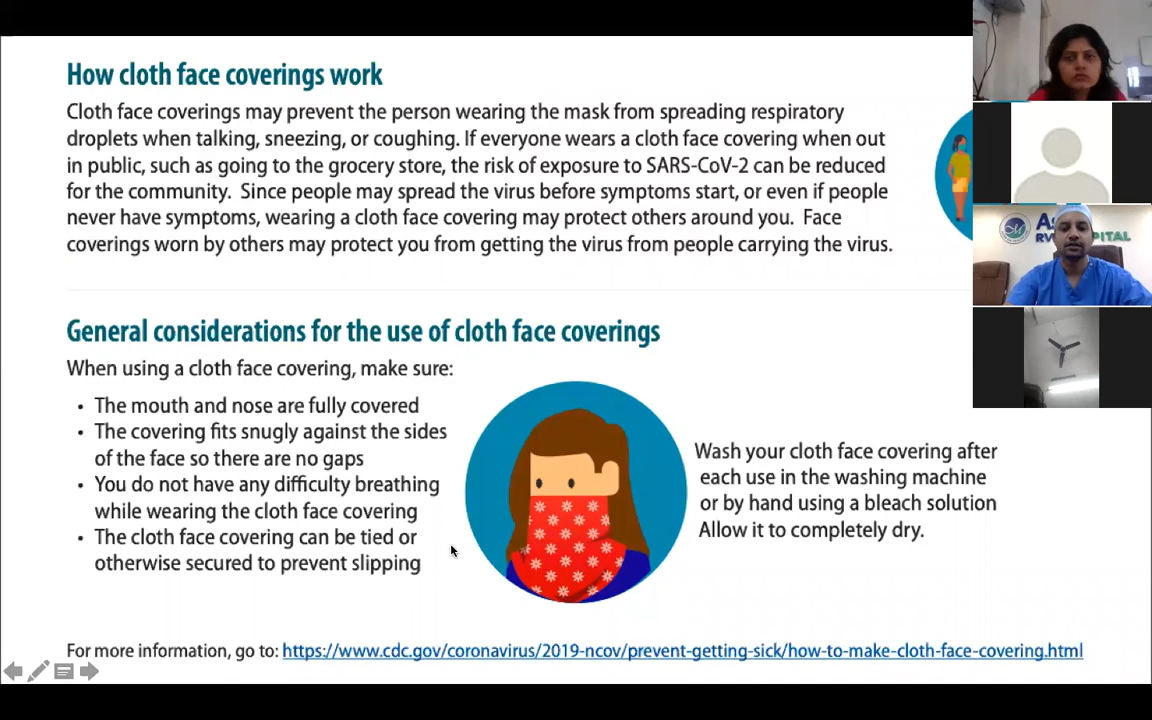 How cloth face coverings work
Cloth face coverings may prevent the person wearing the mask from spreading respiratory
droplets when talking, sneezing, or coughing. If everyone wears a cloth face covering when out
in public, such as going to the grocery store, the risk of exposure to SARS-CoV-2 can be reduced
for the community. Since people may spread the virus before symptoms start, or even if people
never have symptoms, wearing a cloth face covering may protect others around you. Face
coverings worn by others may protect you from getting the virus from people carrying the virus.
General considerations for the use of cloth face coverings
When using a cloth face covering, make sure:
• The mouth and nose are fully covered
• The covering fits snugly against the sides
of the face so there are no gaps
• You do not have any difficulty breathing
while wearing the cloth face covering
• The cloth face covering can be tied or
otherwise secured to prevent slipping
Wash your cloth face covering after
each use in the washing machine
or by hand using a bleach solution
Allow it to completely dry.
For more information, go to: https://www.cdc.gov/coronavirus/2019-ncov/prevent-getting-sick/how-to-make-cloth-face-covering.html